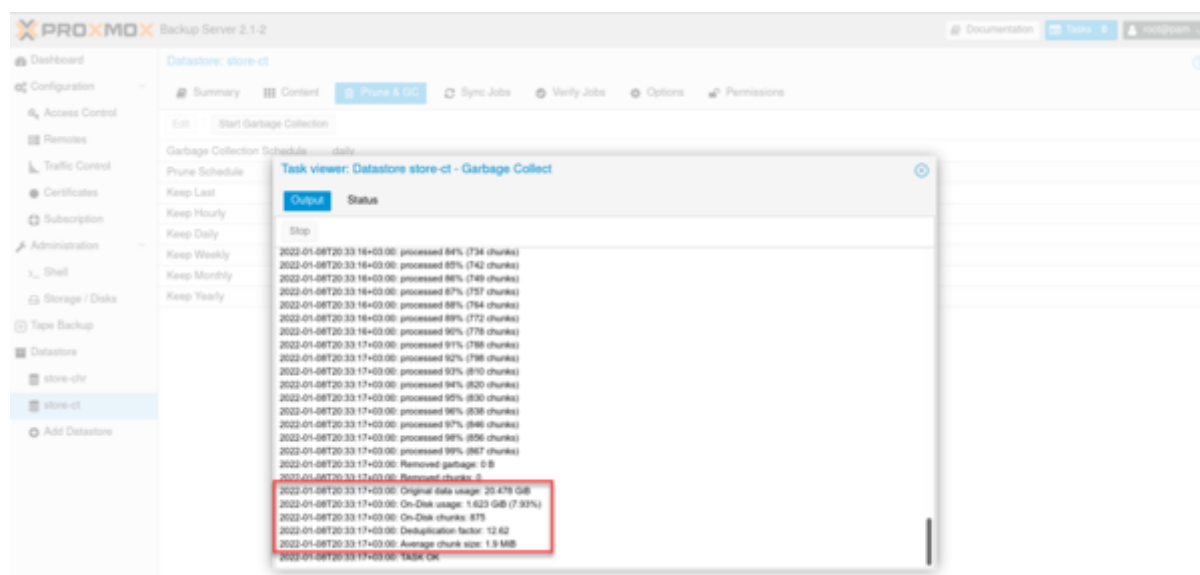 PROXMOX Backup Server 2.1-2
Documentation
Tasks
root@pam
Dashboard
Configuration
Access Control
Remotes
Traffic Control
Certificates
Subscription
Administration
Shell
Storage / Disks
Tape Backup
Datastore
store-chr
store-ct
Add Datastore
Datastore: store-ct
Summary
Content
Prune & GC
Sync Jobs
Verify Jobs
Options
Permissions
Edit
Start Garbage Collection
Garbage Collection Schedule daily
Prune Schedule
Keep Last
Keep Hourly
Keep Daily
Keep Weekly
Keep Monthly
Keep Yearly
Task viewer: Datastore store-ct - Garbage Collect
Output
Status
Stop
2022-01-08T20:33:16+03:00: processed 84% (734 chunks)
2022-01-08T20:33:16+03:00: processed 85% (742 chunks)
2022-01-08T20:33:16+03:00: processed 86% (749 chunks)
2022-01-08T20:33:16+03:00: processed 87% (757 chunks)
2022-01-08T20:33:16+03:00: processed 88% (764 chunks)
2022-01-08T20:33:16+03:00: processed 89% (772 chunks)
2022-01-08T20:33:16+03:00: processed 90% (778 chunks)
2022-01-08T20:33:17+03:00: processed 91% (788 chunks)
2022-01-08T20:33:17+03:00: processed 92% (798 chunks)
2022-01-08T20:33:17+03:00: processed 93% (810 chunks)
2022-01-08T20:33:17+03:00: processed 94% (820 chunks)
2022-01-08T20:33:17+03:00: processed 95% (830 chunks)
2022-01-08T20:33:17+03:00: processed 96% (838 chunks)
2022-01-08T20:33:17+03:00: processed 97% (846 chunks)
2022-01-08T20:33:17+03:00: processed 98% (856 chunks)
2022-01-08T20:33:17+03:00: processed 99% (867 chunks)
2022-01-08T20:33:17+03:00: Removed garbage: 0 B
2022-01-08T20:33:17+03:00: Removed chunks: 0
2022-01-08T20:33:17+03:00: Original data usage: 20.478 GiB
2022-01-08T20:33:17+03:00: On-Disk usage: 1.623 GiB (7.93%)
2022-01-08T20:33:17+03:00: On-Disk chunks: 875
2022-01-08T20:33:17+03:00: Deduplication factor: 12.62
2022-01-08T20:33:17+03:00: Average chunk size: 1.9 MiB
2022-01-08T20:33:17+03:00: TASK OK